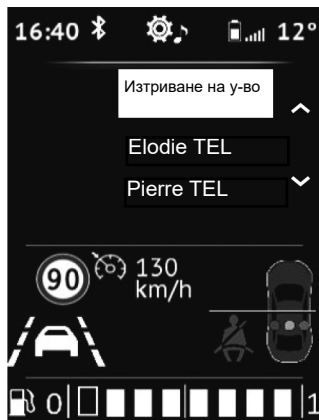 16:40 12°
Изтриване на у-во
Elodie TEL
Pierre TEL
90 130
km/h
0 1